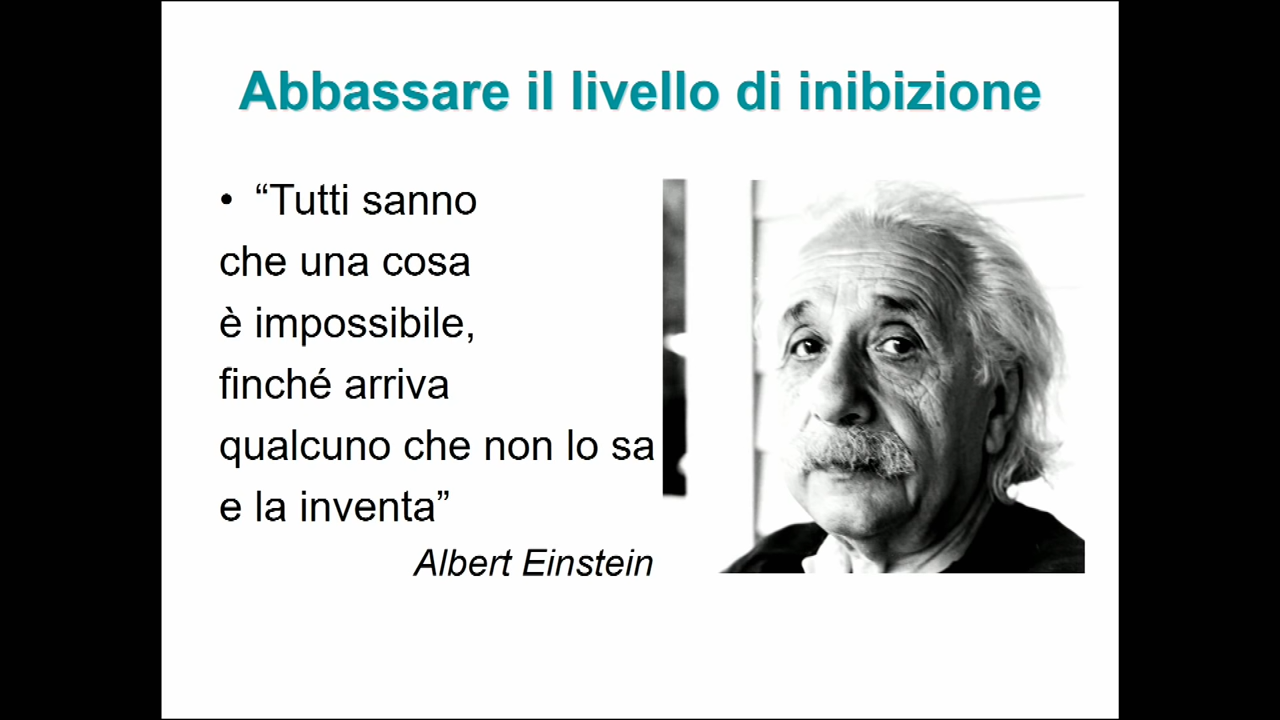 Abbassare il livello di inibizione
• “Tutti sanno
che una cosa
è impossibile,
finché arriva
qualcuno che non lo sa
e la inventa”
Albert Einstein